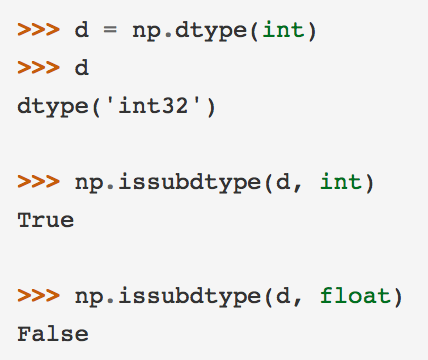 >>> d = np.dtype(int)
>>> d
dtype('int32')
>>> np.issubdtype(d, int)
True
>>> np.issubdtype(d, float)
False